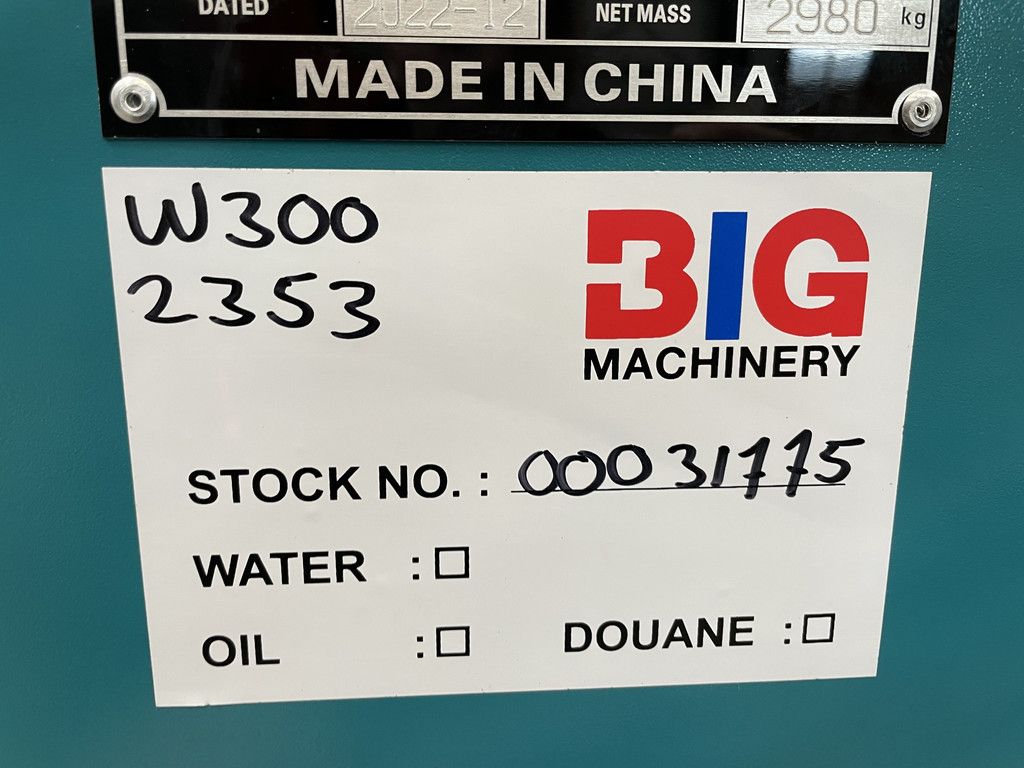 DATED 2022-12 NET MASS 2980 kg
MADE IN CHINA
W300
2353
BIG
MACHINERY
STOCK NO. : 00031775
WATER : □
OIL : □ DOUANE : □